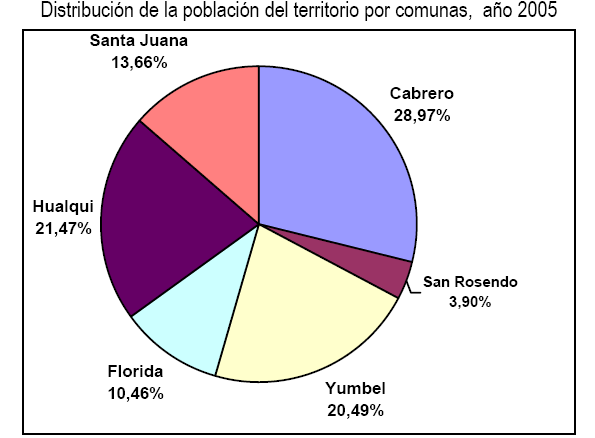 Distribución de la población del territorio por comunas, año 2005
Santa Juana
13,66%
Cabrero
28,97%
Hualqui
21,47%
San Rosendo
3,90%
Florida
10,46%
Yumbel
20,49%